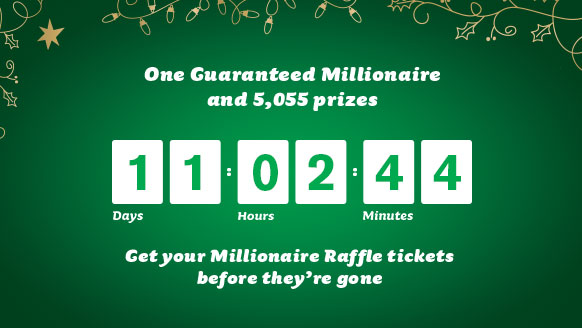 One Guaranteed Millionaire
and 5,055 prizes
11:02:44
Days Hours Minutes
Get your Millionaire Raffle tickets
before they're gone